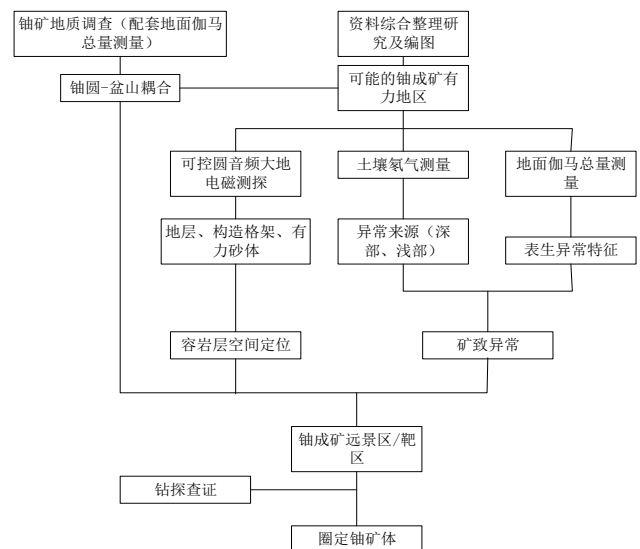 铀矿地质调查（配套地面伽马
总量测量）
资料综合整理研
究及编图
铀圆-盆山耦合
可能的铀成矿有
力地区
可控圆音频大地
电磁测探
土壤氡气测量
地面伽马总量测
量
地层、构造格架、有
力砂体
异常来源（深
部、浅部）
表生异常特征
容岩层空间定位
矿致异常
铀成矿远景区/靶
区
钻探查证
圈定铀矿体